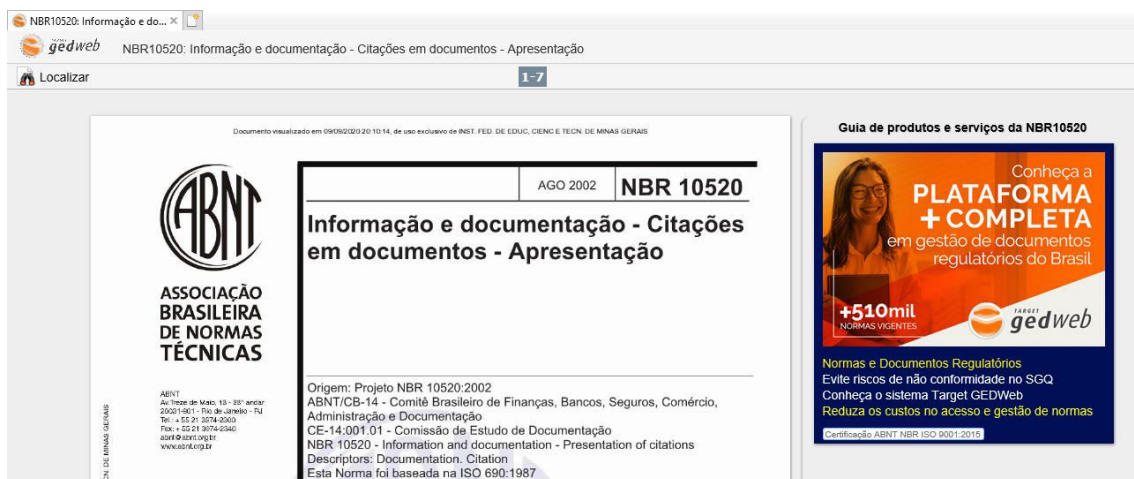 NBR10520: Informação e do...
TARGET gedweb
NBR10520: Informação e documentação - Citações em documentos - Apresentação
Localizar
1-7
Documento visualizado em 09/09/2020 20:10:14, de uso exclusivo de INST. FED. DE EDUC, CIENC E TECN. DE MINAS GERAIS
ABNT
ASSOCIAÇÃO
BRASILEIRA
DE NORMAS
TÉCNICAS
ABNT
Av. Treze de Maio, 13 - 28º andar
20031-901 - Rio de Janeiro - RJ
Tel.: + 55 21 3974-2300
Fax: + 55 21 3974-2346
abnt@abnt.org.br
www.abnt.org.br
CN. DE MINAS GERAIS
AGO 2002
NBR 10520
Informação e documentação - Citações
em documentos - Apresentação
Origem: Projeto NBR 10520:2002
ABNT/CB-14 - Comitê Brasileiro de Finanças, Bancos, Seguros, Comércio,
Administração e Documentação
CE-14:001.01 - Comissão de Estudo de Documentação
NBR 10520 - Information and documentation - Presentation of citations
Descriptors: Documentation. Citation
Esta Norma foi baseada na ISO 690:1987
Guia de produtos e serviços da NBR10520
Conheça a
PLATAFORMA
+ COMPLETA
em gestão de documentos
regulatórios do Brasil
+510mil
NORMAS VIGENTES
TARGET
gedweb
Normas e Documentos Regulatórios
Evite riscos de não conformidade no SGQ
Conheça o sistema Target GEDWeb
Reduza os custos no acesso e gestão de normas
Certificação ABNT NBR ISO 9001:2015